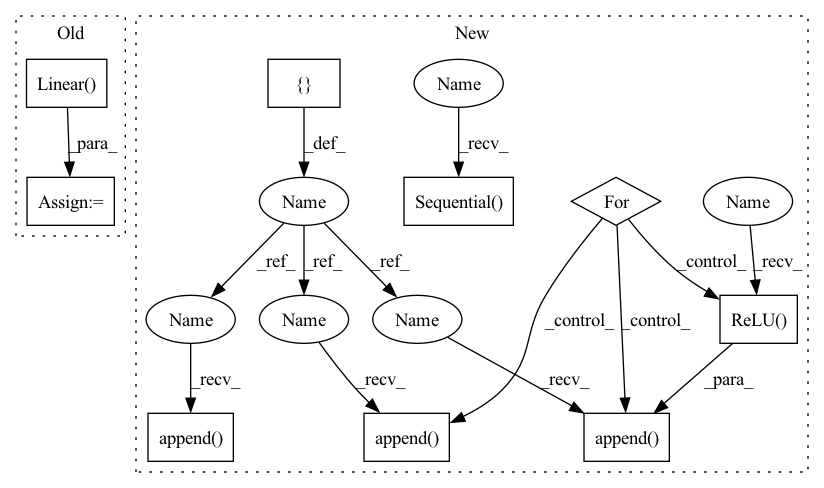 Old
New
Linear()
{}
Name
_para_
_def_
_recv_
Assign:=
Name
Sequential()
For
Name
_ref_
_ref_
_ref_
_control_
_recv_
Name
Name
Name
_control_
_control_
ReLU()
_recv_
_recv_
_recv_
_para_
append()
append()
append()